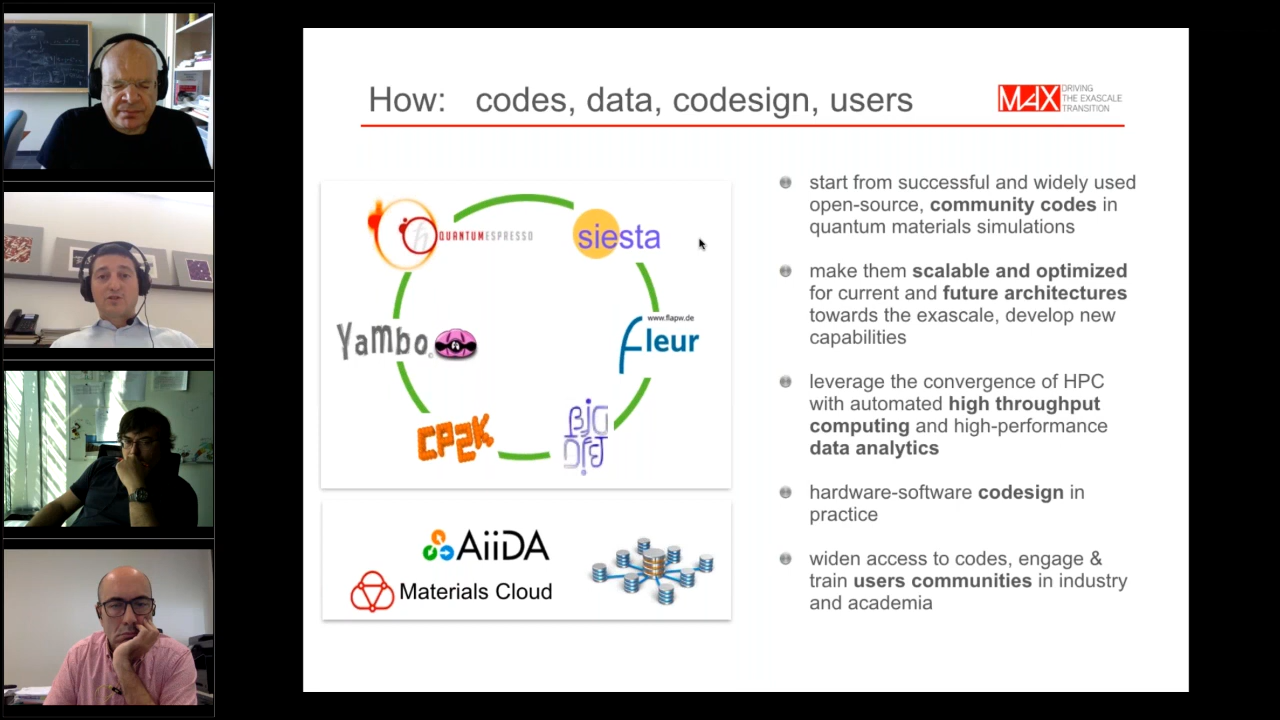 How: codes, data, codesign, users
MAX DRIVING
THE EXASCALE
TRANSITION
QUANTUMESPRESSO
siesta
Yambo
www.flapw.de
fleur
CP2K
BigDFT
AiiDA
Materials Cloud
start from successful and widely used
open-source, community codes in
quantum materials simulations
make them scalable and optimized
for current and future architectures
towards the exascale, develop new
capabilities
leverage the convergence of HPC
with automated high throughput
computing and high-performance
data analytics
hardware-software codesign in
practice
widen access to codes, engage &
train users communities in industry
and academia